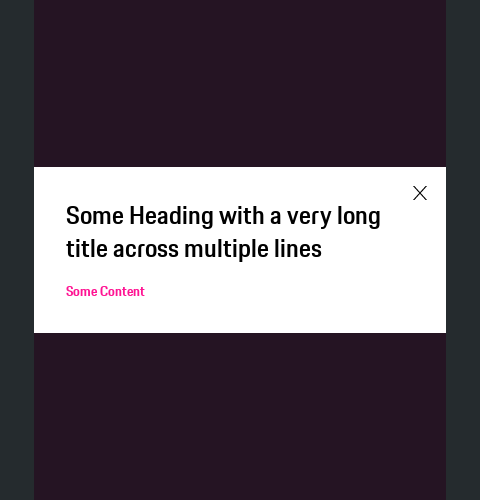 Some Heading with a very long
title across multiple lines
Some Content